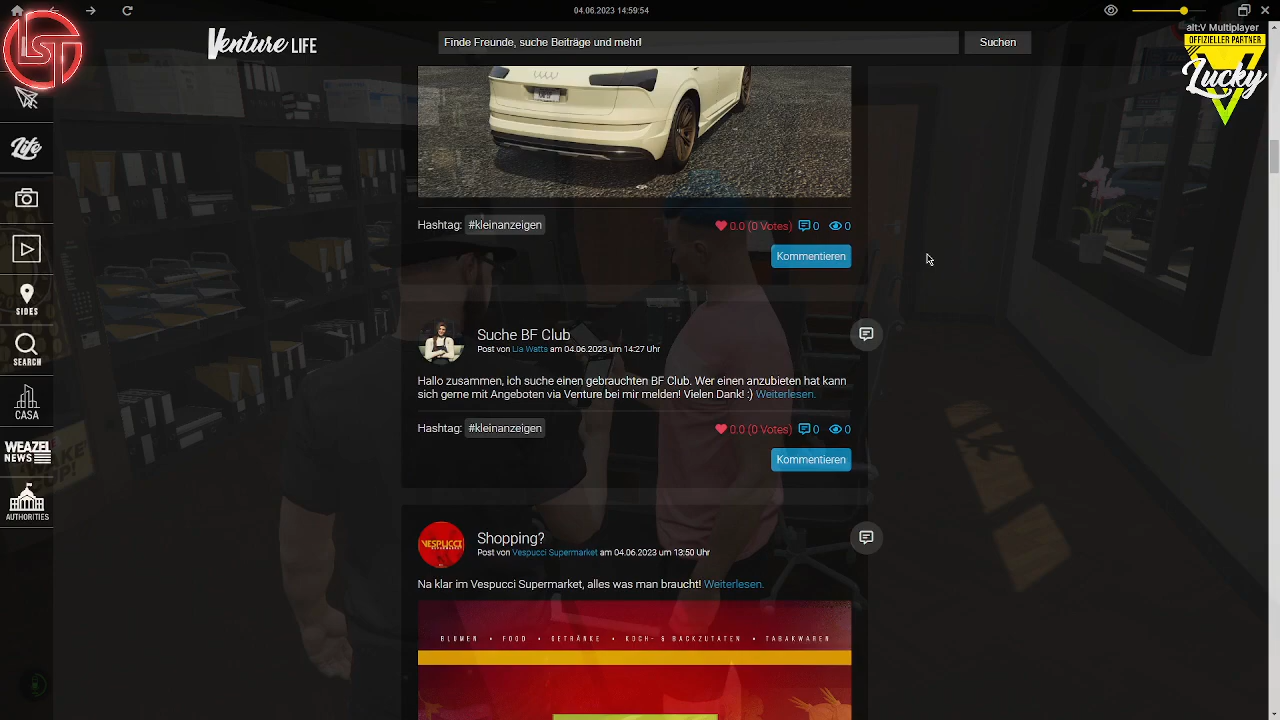 04.06.2023 14:59:54
LST
alt:V Multiplayer
OFFIZIELLER PARTNER
Lucky
V
Venture LIFE
Finde Freunde, suche Beiträge und mehr!
Suchen
Life
SIDES
SEARCH
CASA
WEAZEL
NEWS
AUTHORITIES
Hashtag: #kleinanzeigen
0.0 (0 Votes) 0 0
Kommentieren
Suche BF Club
Post von Lia Watts am 04.06.2023 um 14:27 Uhr
Hallo zusammen, ich suche einen gebrauchten BF Club. Wer einen anzubieten hat kann
sich gerne mit Angeboten via Venture bei mir melden! Vielen Dank! :) Weiterlesen.
Hashtag: #kleinanzeigen
0.0 (0 Votes) 0 0
Kommentieren
VESPUCCI
Shopping?
Post von Vespucci Supermarket am 04.06.2023 um 13:50 Uhr
Na klar im Vespucci Supermarket, alles was man braucht! Weiterlesen.
BLUMEN • FOOD • GETRÄNKE • KOCH- & BACKZUTATEN • TABAKWAREN